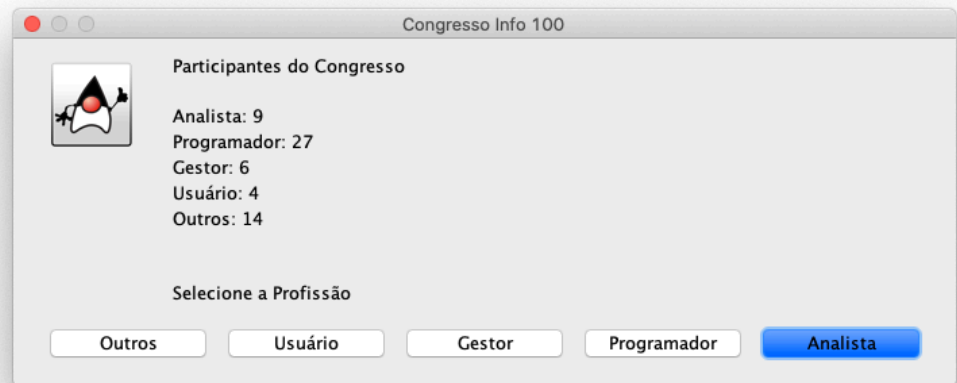 Congresso Info 100
Participantes do Congresso
Analista: 9
Programador: 27
Gestor: 6
Usuário: 4
Outros: 14
Selecione a Profissão
Outros Usuário Gestor Programador Analista